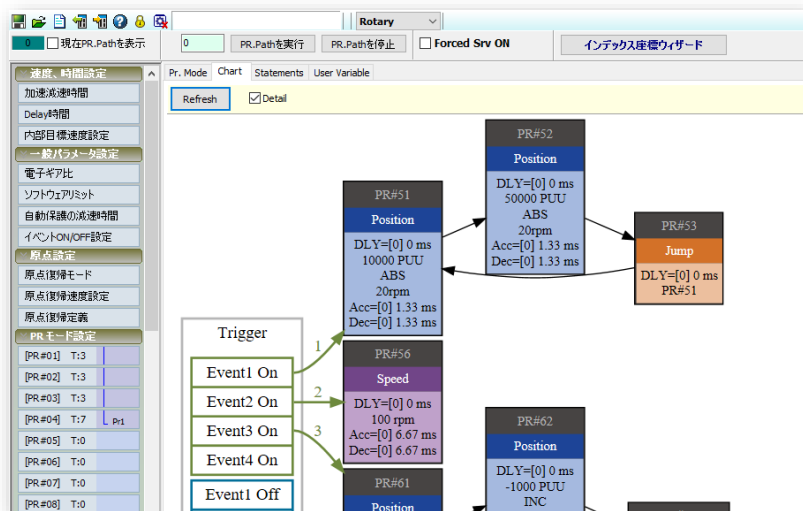 Rotary
0 現在PR.Pathを表示 0 PR.Pathを実行 PR.Pathを停止 Forced Srv ON インデックス座標ウィザード
速度、時間設定
加速減速時間
Delay時間
内部目標速度設定
一般パラメータ設定
電子ギア比
ソフトウェアリミット
自動保護の減速時間
イベントON/OFF設定
原点設定
原点復帰モード
原点復帰速度設定
原点復帰定義
PRモード設定
[PR#01] T:3
[PR#02] T:3
[PR#03] T:3
[PR#04] T:7 Pr1
[PR#05] T:0
[PR#06] T:0
[PR#07] T:0
[PR#08] T:0
Pr. Mode Chart Statements User Variable
Refresh Detail
PR#52
Position
DLY=[0] 0 ms
50000 PUU
ABS
20rpm
Acc=[0] 1.33 ms
Dec=[0] 1.33 ms
PR#51
Position
DLY=[0] 0 ms
10000 PUU
ABS
20rpm
Acc=[0] 1.33 ms
Dec=[0] 1.33 ms
PR#53
Jump
DLY=[0] 0 ms
PR#51
Trigger
Event1 On
Event2 On
Event3 On
Event4 On
Event1 Off
1
2
3
PR#56
Speed
DLY=[0] 0 ms
100 rpm
Acc=[0] 6.67 ms
Dec=[0] 6.67 ms
PR#62
Position
DLY=[0] 0 ms
-1000 PUU
INC
PR#61
Position